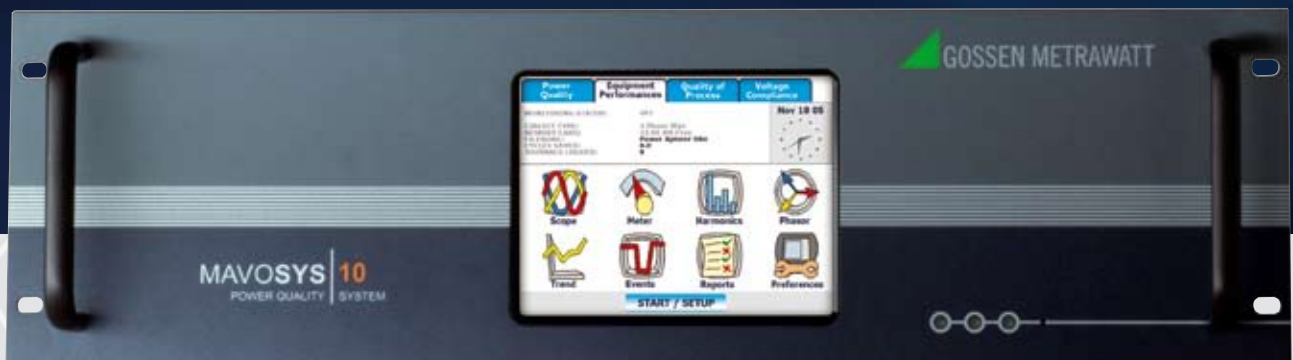 GOSSEN METRAWATT
Power Quality
Equipment Performances
Quality of Process
Voltage Compliance
Nov 18 05
Scope
Meter
Harmonics
Phasor
Trend
Events
Reports
Preferences
START / SETUP
MAVOSYS 10
POWER QUALITY SYSTEM